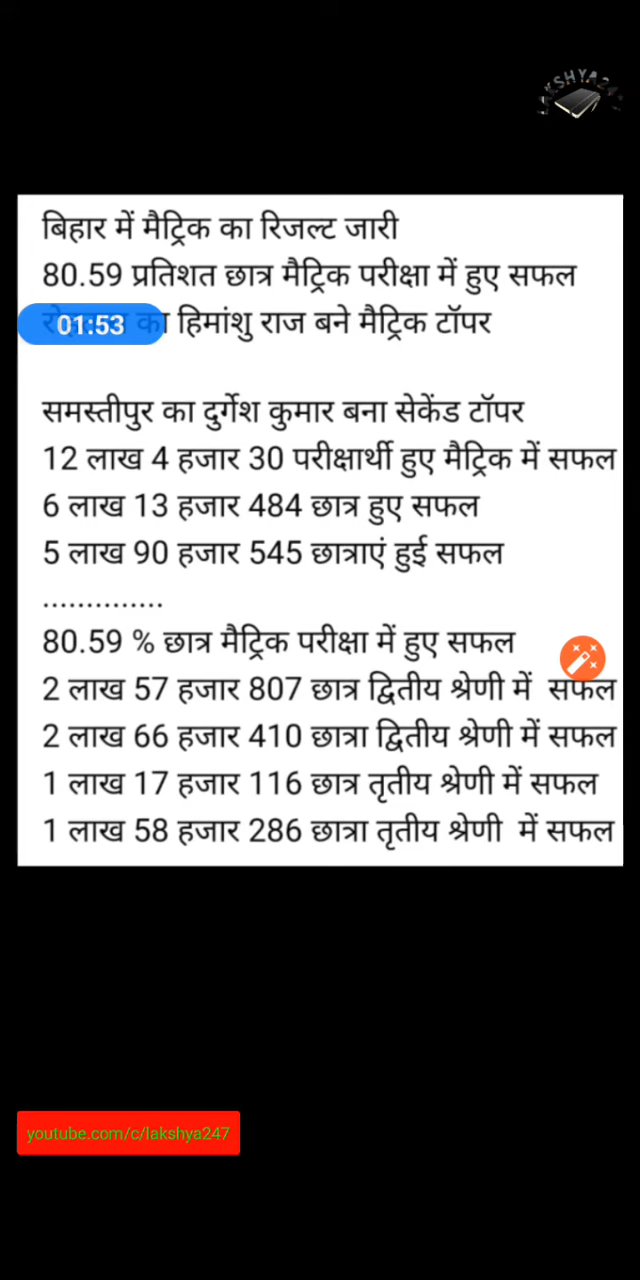 LAKSHYA247
बिहार में मैट्रिक का रिजल्ट जारी
80.59 प्रतिशत छात्र मैट्रिक परीक्षा में हुए सफल
01:53
का हिमांशु राज बने मैट्रिक टॉपर
समस्तीपुर का दुर्गेश कुमार बना सेकेंड टॉपर
12 लाख 4 हजार 30 परीक्षार्थी हुए मैट्रिक में सफल
6 लाख 13 हजार 484 छात्र हुए सफल
5 लाख 90 हजार 545 छात्राएं हुई सफल
..............
80.59 % छात्र मैट्रिक परीक्षा में हुए सफल
2 लाख 57 हजार 807 छात्र द्वितीय श्रेणी में सफल
2 लाख 66 हजार 410 छात्रा द्वितीय श्रेणी में सफल
1 लाख 17 हजार 116 छात्र तृतीय श्रेणी में सफल
1 लाख 58 हजार 286 छात्रा तृतीय श्रेणी में सफल
youtube.com/c/lakshya247